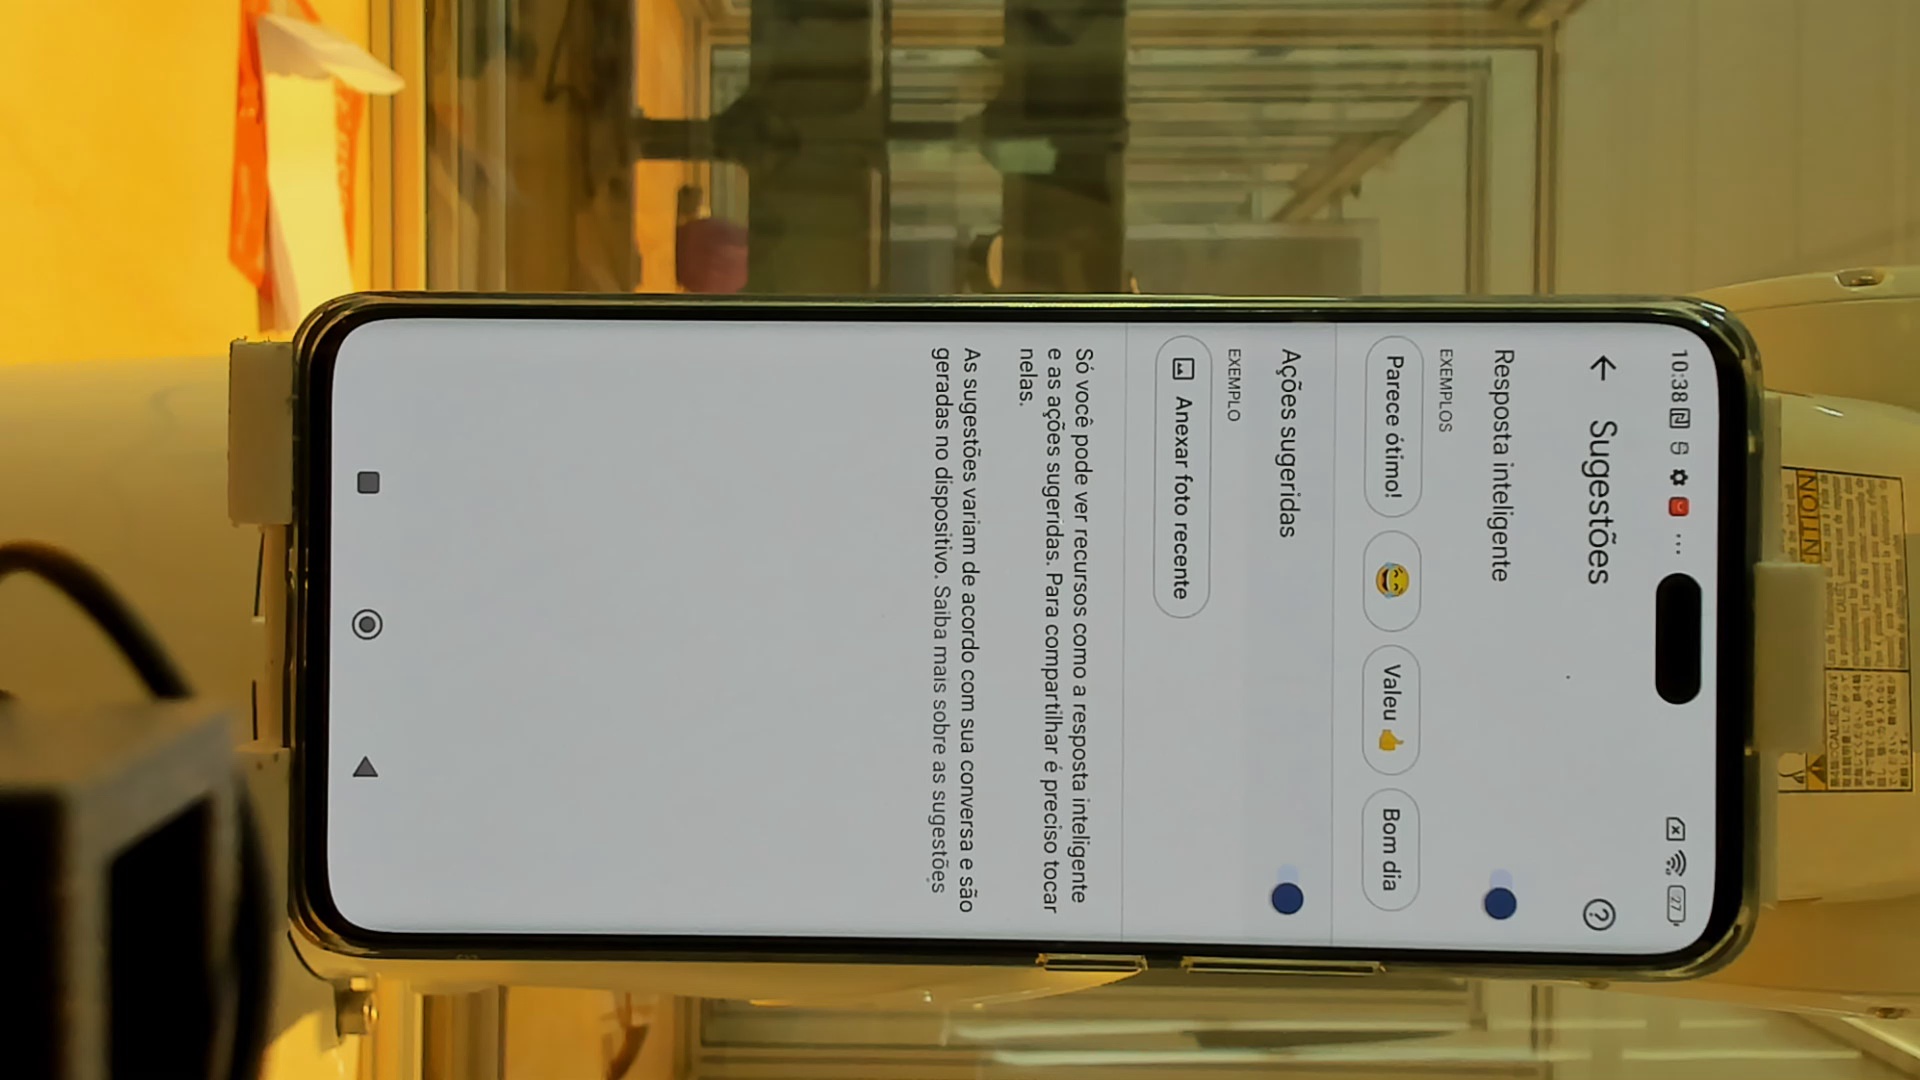 10:38 ...
27
← Sugestões
Resposta inteligente
EXEMPLOS
Parece ótimo! 😂 Valeu 👍 Bom dia
Ações sugeridas
EXEMPLO
Anexar foto recente
Só você pode ver recursos como a resposta inteligente
e as ações sugeridas. Para compartilhar é preciso tocar
nelas.
As sugestões variam de acordo com sua conversa e são
geradas no dispositivo. Saiba mais sobre as sugestões